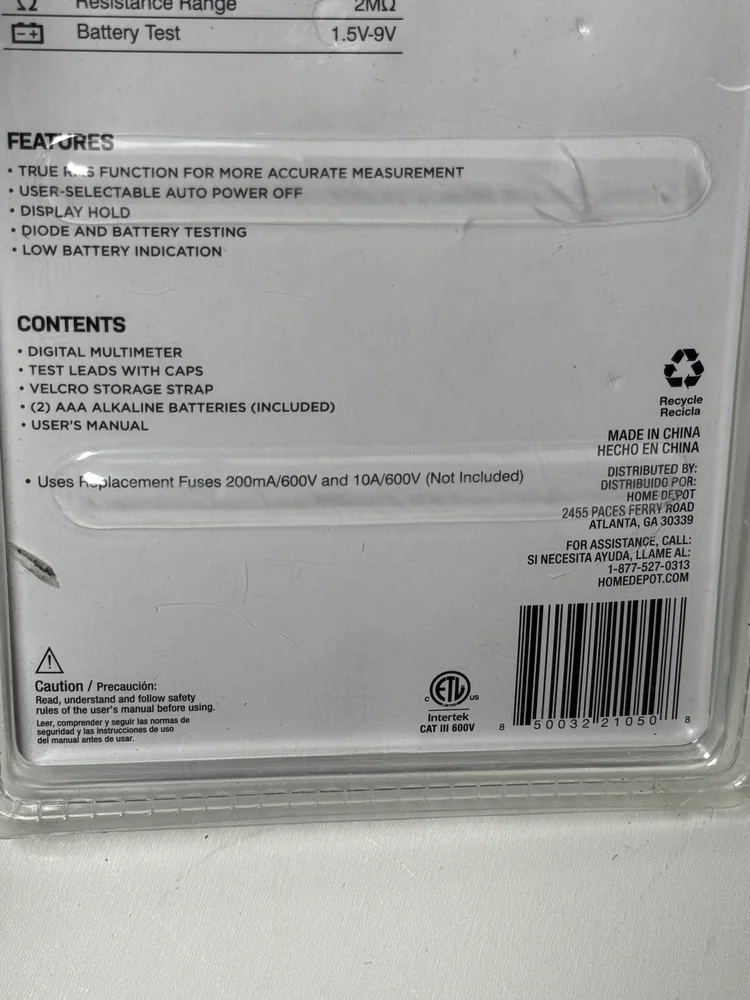 Ω Resistance Range 2MΩ
Battery Test 1.5V-9V
FEATURES
• TRUE RMS FUNCTION FOR MORE ACCURATE MEASUREMENT
• USER-SELECTABLE AUTO POWER OFF
• DISPLAY HOLD
• DIODE AND BATTERY TESTING
• LOW BATTERY INDICATION
CONTENTS
• DIGITAL MULTIMETER
• TEST LEADS WITH CAPS
• VELCRO STORAGE STRAP
• (2) AAA ALKALINE BATTERIES (INCLUDED)
• USER'S MANUAL
• Uses Replacement Fuses 200mA/600V and 10A/600V (Not Included)
Recycle
Recicla
MADE IN CHINA
HECHO EN CHINA
DISTRIBUTED BY:
DISTRIBUIDO POR:
HOME DEPOT
2455 PACES FERRY ROAD
ATLANTA, GA 30339
FOR ASSISTANCE, CALL:
SI NECESITA AYUDA, LLAME AL:
1-877-527-0313
HOMEDEPOT.COM
Caution / Precaución:
Read, understand and follow safety
rules of the user's manual before using.
Leer, comprender y seguir las normas de
seguridad y las instrucciones de uso
del manual antes de usar.
C ETL US
LISTED
Intertek
CAT III 600V
8 50032 21050 8